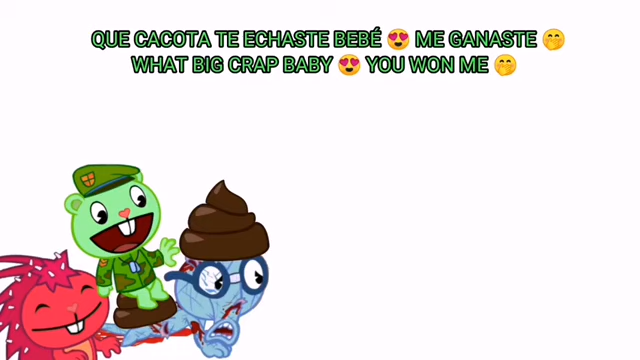 QUE CACOTA TE ECHASTE BEBÉ 😍 ME GANASTE 🤭
WHAT BIG CRAP BABY 😍 YOU WON ME 🤭